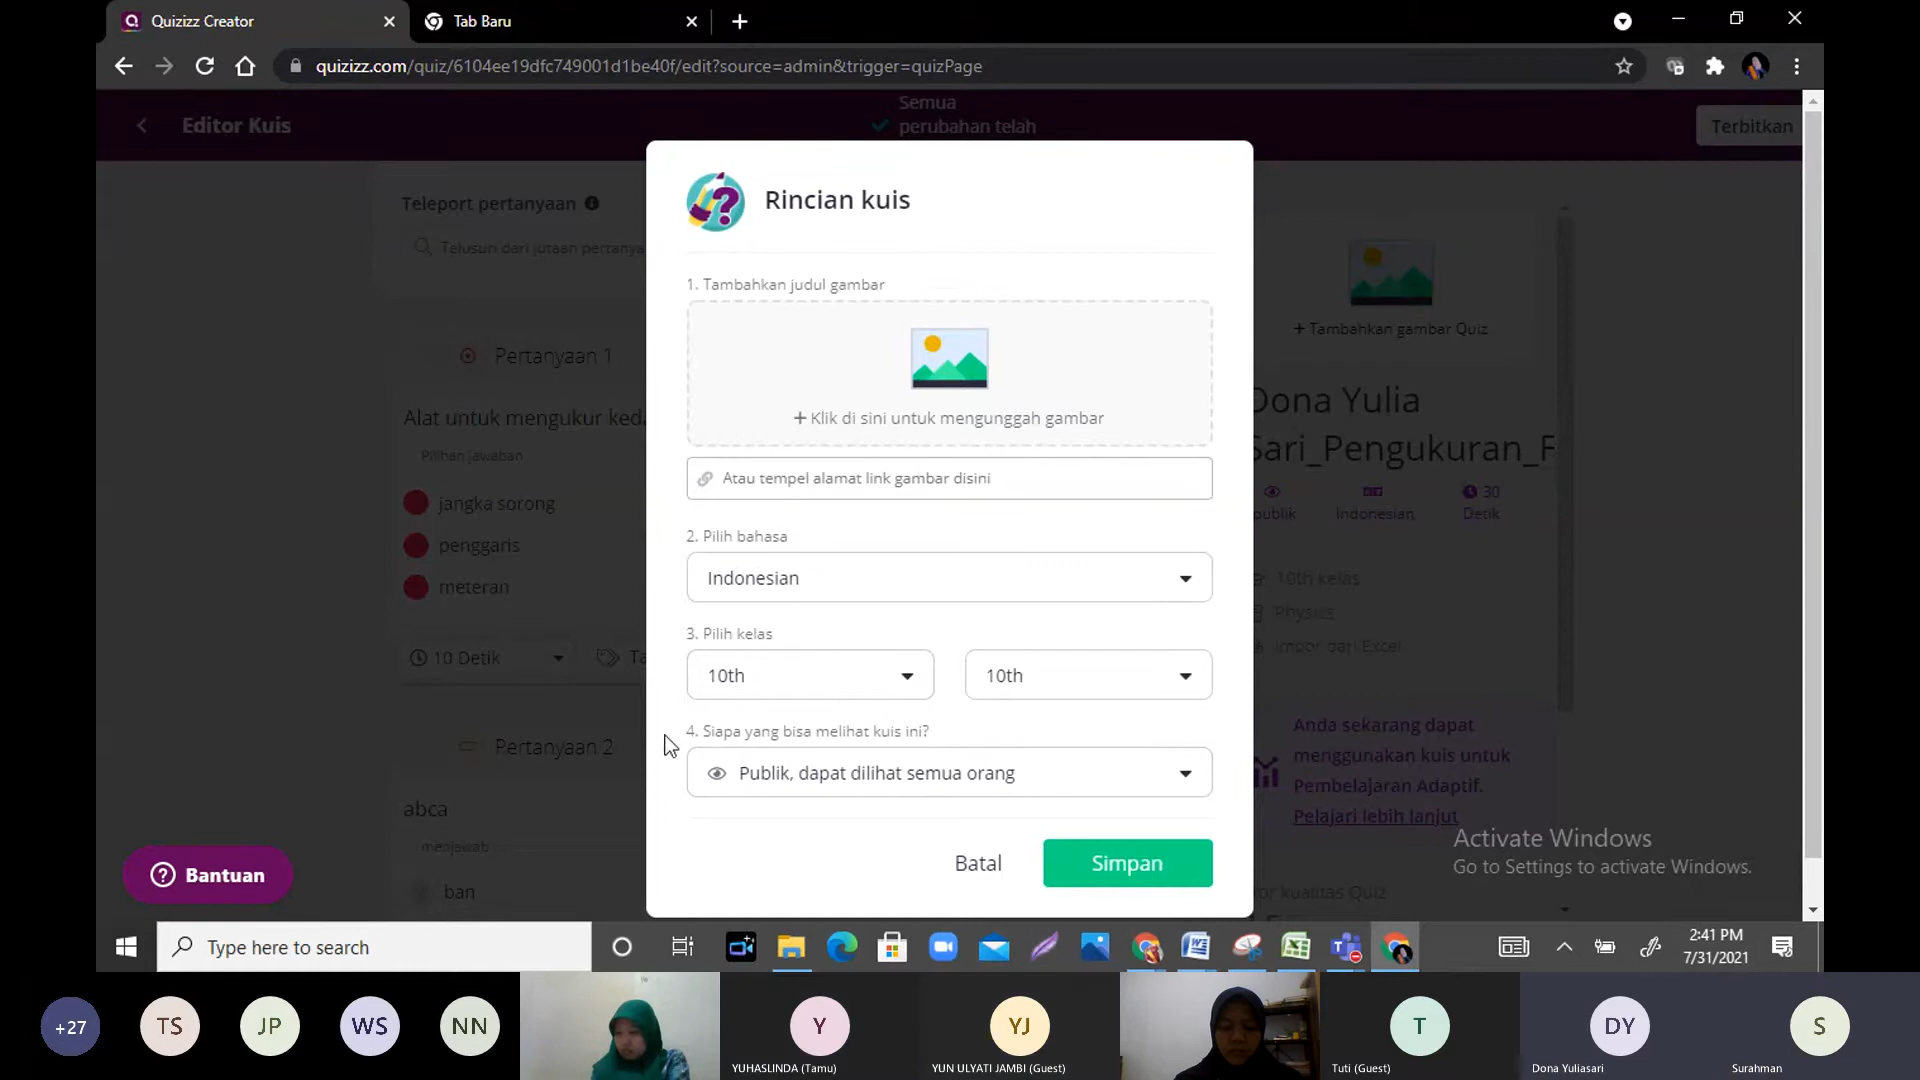 Quizizz Creator
Tab Baru
quizizz.com/quiz/6104ee19dfc749001d1be40f/edit?source=admin&trigger=quizPage
Editor Kuis
Semua
perubahan telah
Terbitkan
Teleport pertanyaan
Telusuri dari jutaan pertanya
Pertanyaan 1
Alat untuk mengukur ked
Pilihan jawaban
jangka sorong
penggaris
meteran
10 Detik
Ta
Pertanyaan 2
abca
menjawab
ban
Bantuan
Rincian kuis
1. Tambahkan judul gambar
+ Klik di sini untuk mengunggah gambar
Atau tempel alamat link gambar disini
2. Pilih bahasa
Indonesian
3. Pilih kelas
10th
10th
4. Siapa yang bisa melihat kuis ini?
Publik, dapat dilihat semua orang
Batal
Simpan
+ Tambahkan gambar Quiz
Dona Yulia
Sari_Pengukuran_F
publik
Indonesian
30
Detik
10th kelas
Physics
Impor dari Excel
Anda sekarang dapat
menggunakan kuis untuk
Pembelajaran Adaptif.
Pelajari lebih lanjut
Activate Windows
Go to Settings to activate Windows.
or kualitas Quiz
Type here to search
2:41 PM
7/31/2021
+27
TS
JP
WS
NN
Y
YUHASLINDA (Tamu)
YJ
YUN ULYATI JAMBI (Guest)
T
Tuti (Guest)
DY
Dona Yuliasari
S
Surahman